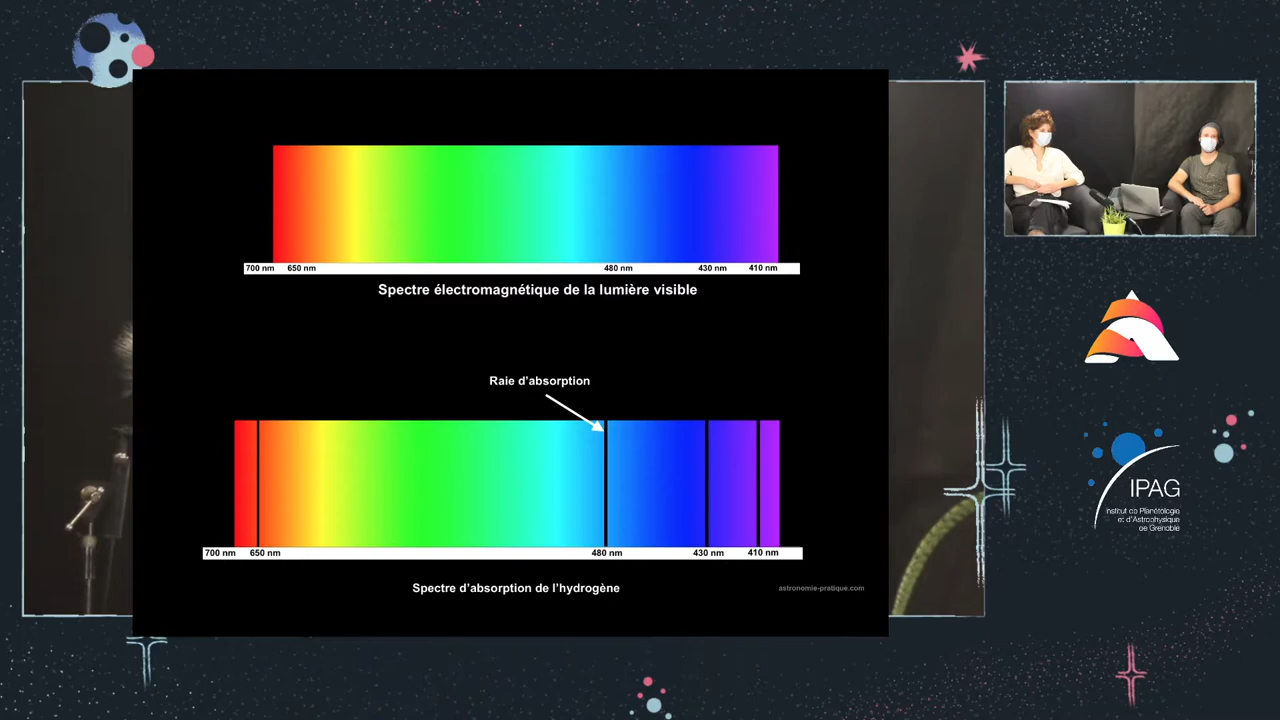 700 nm 650 nm 480 nm 430 nm 410 nm
Spectre électromagnétique de la lumière visible
Raie d'absorption
700 nm 650 nm 480 nm 430 nm 410 nm
Spectre d'absorption de l'hydrogène
astronomie-pratique.com
IPAG
Institut de Planétologie
et d'Astrophysique
de Grenoble